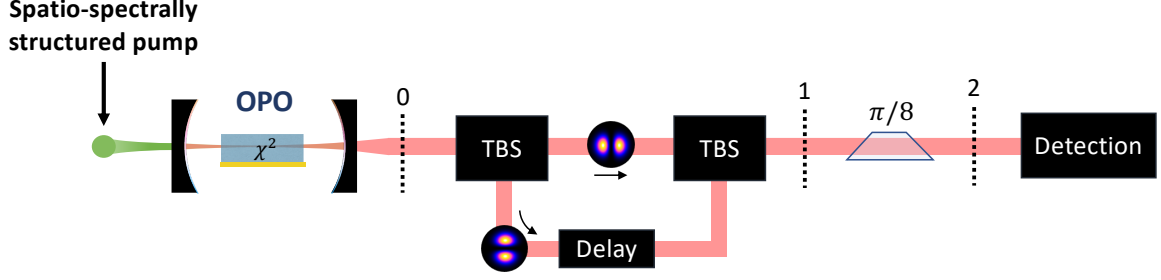 Spatio-spectrally
structured pump
OPO
χ²
0
TBS
TBS
Delay
1
π/8
2
Detection